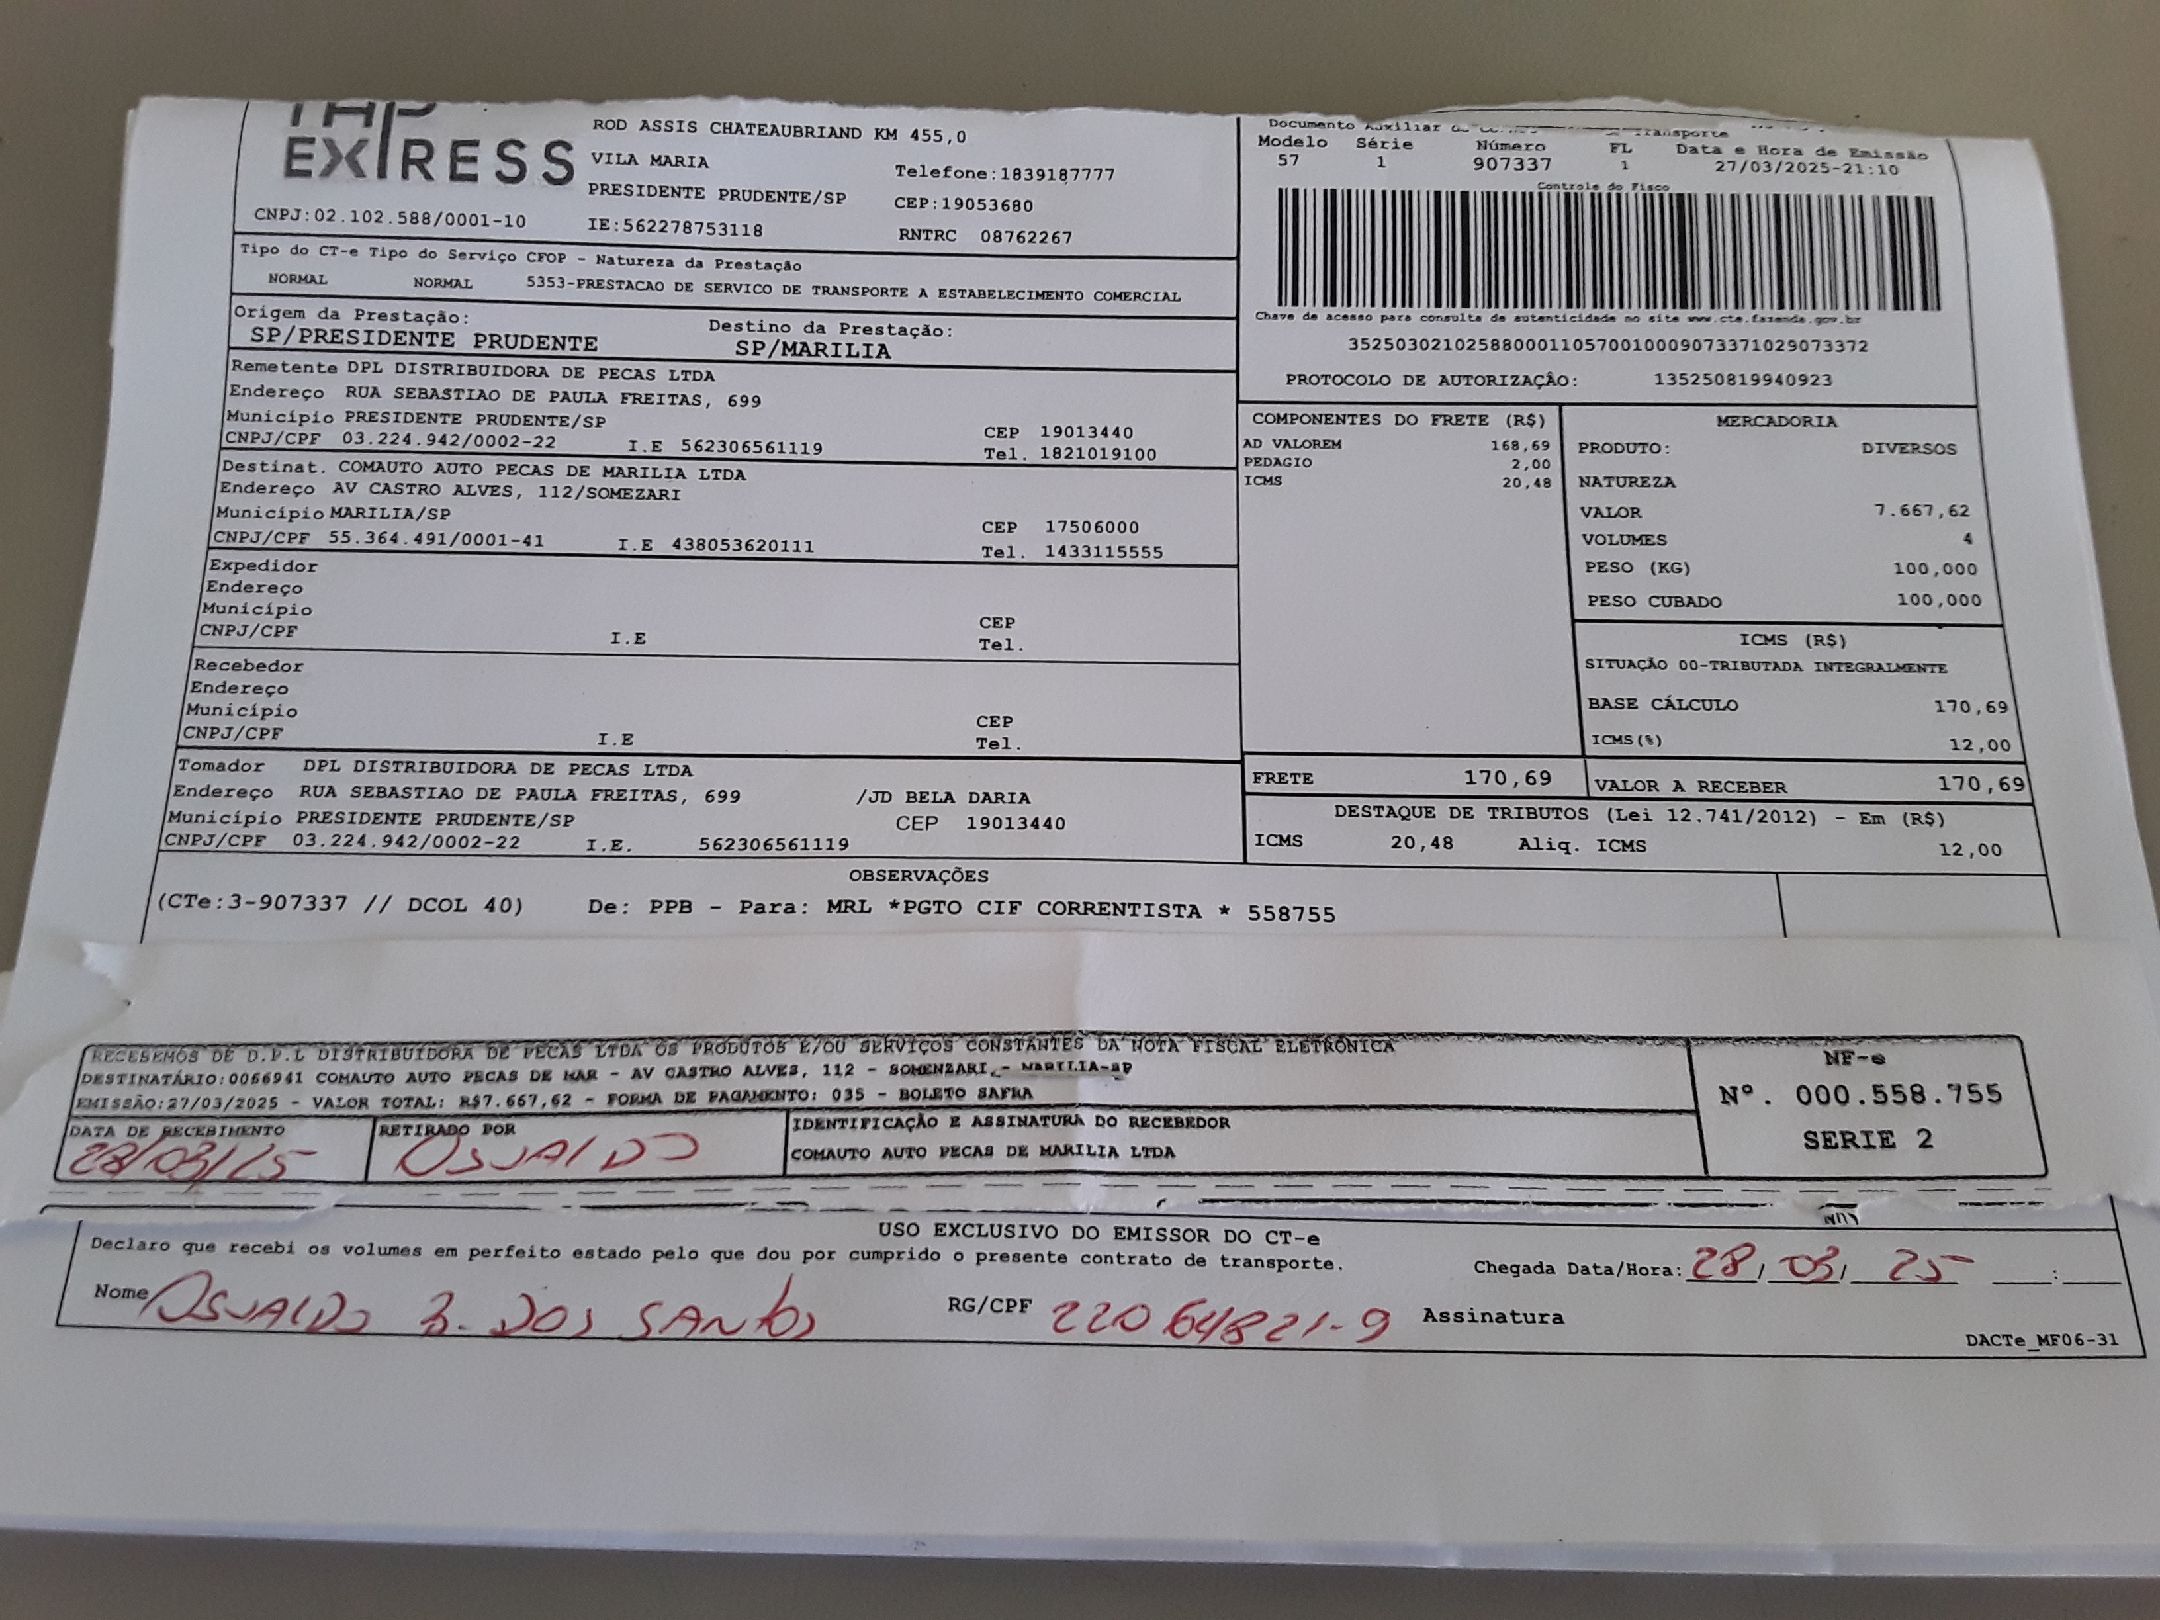 EXPRESS
ROD ASSIS CHATEAUBRIAND KM 455,0
VILA MARIA
Telefone:1839187777
PRESIDENTE PRUDENTE/SP
CEP:19053680
CNPJ:02.102.588/0001-10
IE:562278753118
RNTRC 08762267
Documento Auxiliar
Transporte
Modelo Série Número FL Data e Hora de Emissão
57 1 907337 1 27/03/2025-21:10
Controle do Fisco
Chave de acesso para consulta de autenticidade no site www.cte.fazenda.gov.br
35250302102588000110570010009073371029073372
PROTOCOLO DE AUTORIZAÇÂO: 135250819940923
Tipo do CT-e Tipo do Serviço CFOP - Natureza da Prestação
NORMAL NORMAL 5353-PRESTACAO DE SERVICO DE TRANSPORTE A ESTABELECIMENTO COMERCIAL
Origem da Prestação: Destino da Prestação:
SP/PRESIDENTE PRUDENTE SP/MARILIA
Remetente DPL DISTRIBUIDORA DE PECAS LTDA
Endereço RUA SEBASTIAO DE PAULA FREITAS, 699
Município PRESIDENTE PRUDENTE/SP CEP 19013440
CNPJ/CPF 03.224.942/0002-22 I.E 562306561119 Tel. 1821019100
Destinat. COMAUTO AUTO PECAS DE MARILIA LTDA
Endereço AV CASTRO ALVES, 112/SOMEZARI
Município MARILIA/SP CEP 17506000
CNPJ/CPF 55.364.491/0001-41 I.E 438053620111 Tel. 1433115555
Expedidor
Endereço
Município CEP
CNPJ/CPF I.E Tel.
Recebedor
Endereço
Município CEP
CNPJ/CPF I.E Tel.
Tomador DPL DISTRIBUIDORA DE PECAS LTDA
Endereço RUA SEBASTIAO DE PAULA FREITAS, 699 /JD BELA DARIA
Município PRESIDENTE PRUDENTE/SP CEP 19013440
CNPJ/CPF 03.224.942/0002-22 I.E. 562306561119
COMPONENTES DO FRETE (R$)
AD VALOREM 168,69
PEDAGIO 2,00
ICMS 20,48
MERCADORIA
PRODUTO: DIVERSOS
NATUREZA
VALOR 7.667,62
VOLUMES 4
PESO (KG) 100,000
PESO CUBADO 100,000
ICMS (R$)
SITUAÇÃO 00-TRIBUTADA INTEGRALMENTE
BASE CÁLCULO 170,69
ICMS(%) 12,00
FRETE 170,69 VALOR A RECEBER 170,69
DESTAQUE DE TRIBUTOS (Lei 12.741/2012) - Em (R$)
ICMS 20,48 Aliq. ICMS 12,00
OBSERVAÇÕES
(CTe:3-907337 // DCOL 40) De: PPB - Para: MRL *PGTO CIF CORRENTISTA * 558755
RECEBEMOS DE D.P.L DISTRIBUIDORA DE PECAS LTDA OS PRODUTOS E/OU SERVIÇOS CONSTANTES DA NOTA FISCAL ELETRÔNICA
DESTINATÁRIO:0066941 COMAUTO AUTO PECAS DE MAR - AV CASTRO ALVES, 112 - SOMENZARI - MARILIA-SP
EMISSÃO:27/03/2025 - VALOR TOTAL: R$7.667,62 - FORMA DE PAGAMENTO: 035 - BOLETO SAFRA
DATA DE RECEBIMENTO
28/03/25
RETIRADO POR
OSVALDO
IDENTIFICAÇÃO E ASSINATURA DO RECEBEDOR
COMAUTO AUTO PECAS DE MARILIA LTDA
NF-e
Nº. 000.558.755
SERIE 2
USO EXCLUSIVO DO EMISSOR DO CT-e
Declaro que recebi os volumes em perfeito estado pelo que dou por cumprido o presente contrato de transporte.
Chegada Data/Hora: 28/03/25 :
Nome OSVALDO B. DOS SANTOS RG/CPF 22064821-9 Assinatura
DACTe_MF06-31